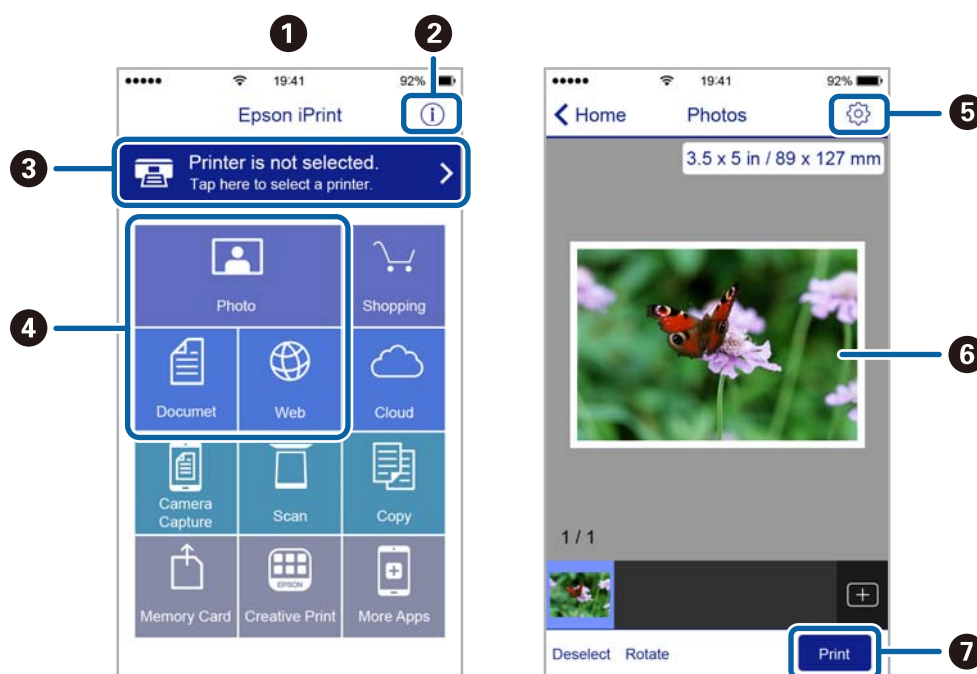 1
2
19:41
92%
Epson iPrint
3
Printer is not selected.
Tap here to select a printer.
4
Photo
Shopping
Documet
Web
Cloud
Camera
Capture
Scan
Copy
EPSON
Memory Card
Creative Print
More Apps
19:41
92%
Home
Photos
5
3.5 x 5 in / 89 x 127 mm
6
1 / 1
Deselect
Rotate
Print
7